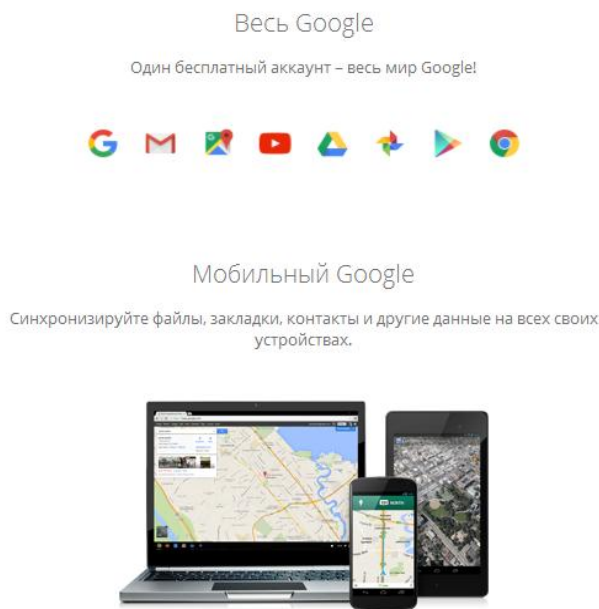 Весь Google
Один бесплатный аккаунт – весь мир Google!
Мобильный Google
Синхронизируйте файлы, закладки, контакты и другие данные на всех своих
устройствах.